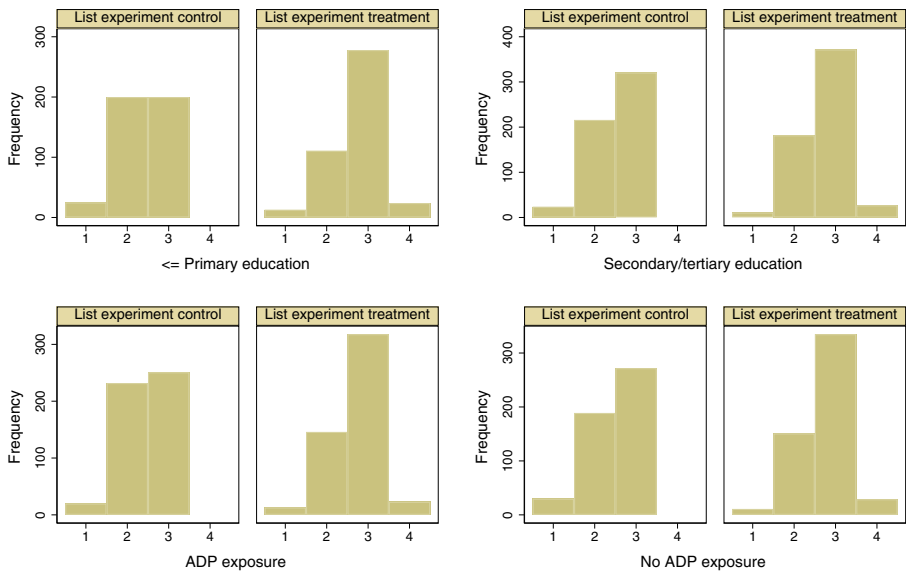 List experiment control
List experiment treatment
Frequency
300
200
100
0
1 2 3 4
1 2 3 4
<= Primary education
List experiment control
List experiment treatment
Frequency
400
300
200
100
0
1 2 3 4
1 2 3 4
Secondary/tertiary education
List experiment control
List experiment treatment
Frequency
300
200
100
0
1 2 3 4
1 2 3 4
ADP exposure
List experiment control
List experiment treatment
Frequency
300
200
100
0
1 2 3 4
1 2 3 4
No ADP exposure